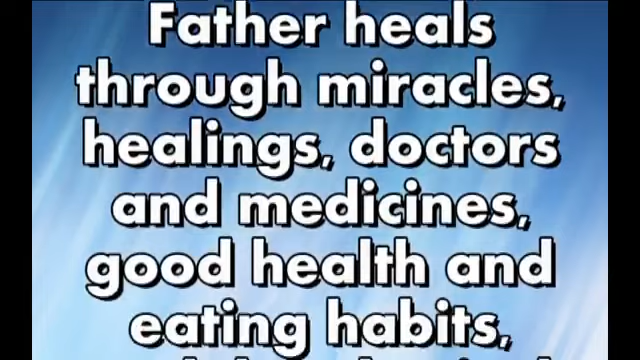 Father heals
through miracles,
healings, doctors
and medicines,
good health and
eating habits,